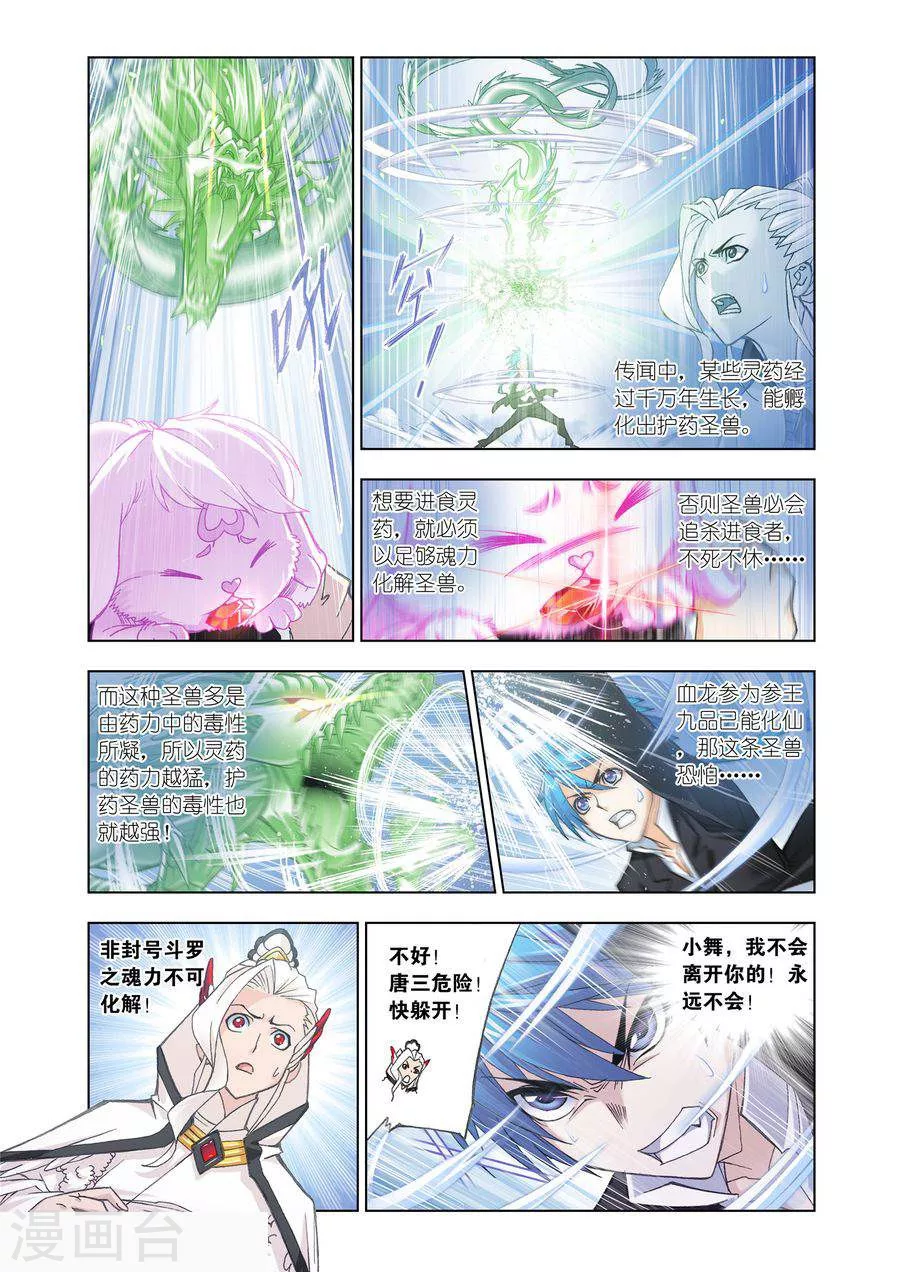 吼
传闻中，某些灵药经
过千万年生长，能孵
化出护药圣兽。
想要进食灵
药，就必须
以足够魂力
化解圣兽。
否则圣兽必会
追杀进食者，
不死不休……
而这种圣兽多是
由药力中的毒性
所凝，所以灵药
的药力越猛，护
药圣兽的毒性也
就越强！
血龙参为参王
九品已能化仙
，那这条圣兽
恐怕……
非封号斗罗
之魂力不可
化解！
不好！
唐三危险！
快躲开！
小舞，我不会
离开你的！永
远不会！
漫画台